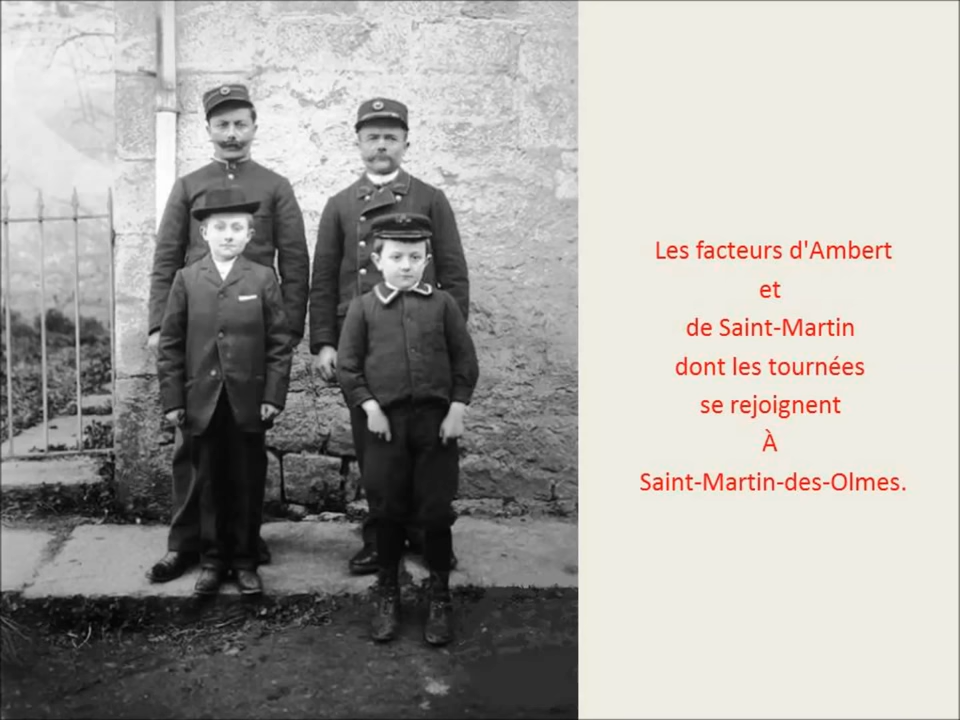 Les facteurs d'Ambert
et
de Saint-Martin
dont les tournées
se rejoignent
À
Saint-Martin-des-Olmes.